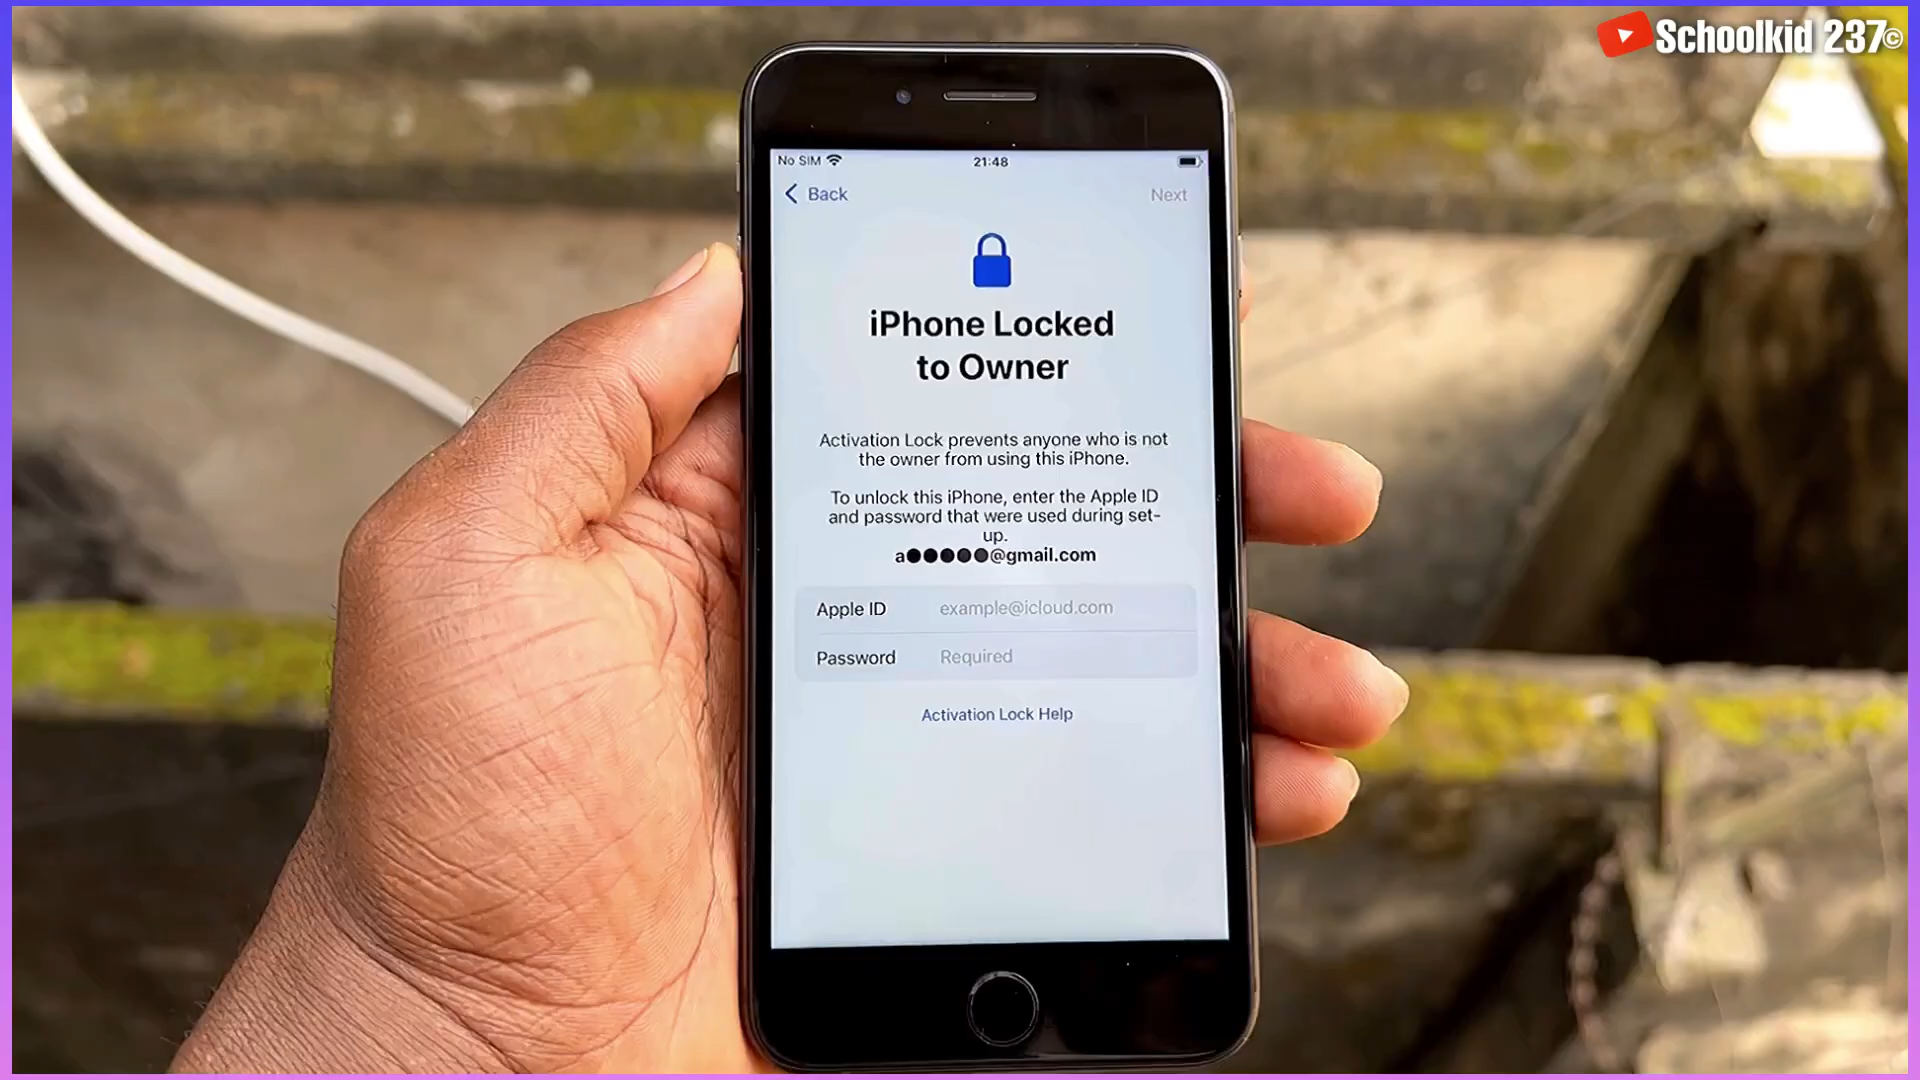 Schoolkid 237©
No SIM 21:48
Back Next
iPhone Locked
to Owner
Activation Lock prevents anyone who is not
the owner from using this iPhone.
To unlock this iPhone, enter the Apple ID
and password that were used during set-
up.
a●●●●●@gmail.com
Apple ID example@icloud.com
Password Required
Activation Lock Help